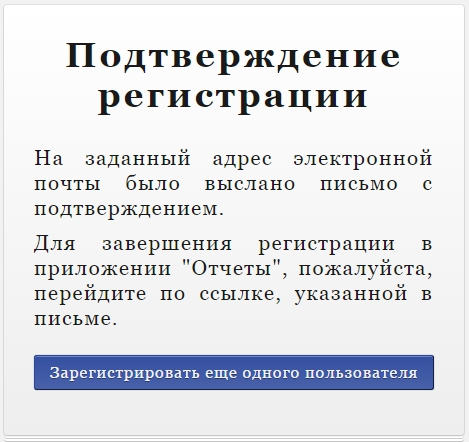 Подтверждение
регистрации
На заданный адрес электронной
почты было выслано письмо с
подтверждением.
Для завершения регистрации в
приложении "Отчеты", пожалуйста,
перейдите по ссылке, указанной в
письме.
Зарегистрировать еще одного пользователя